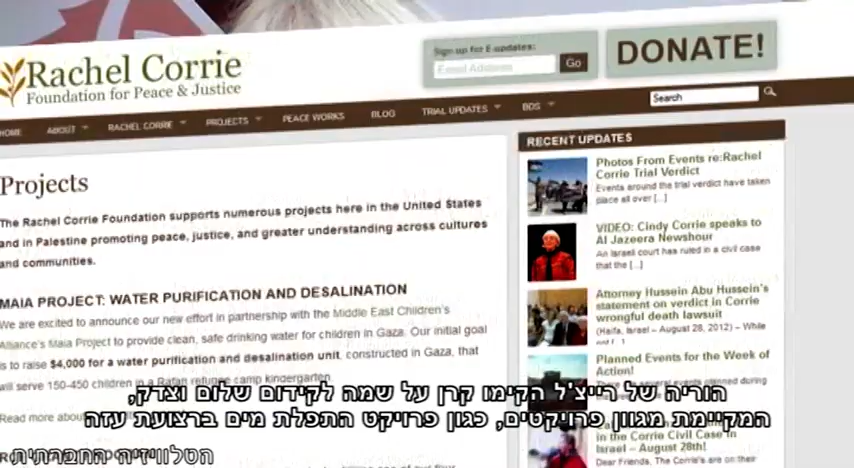 Rachel Corrie
Foundation for Peace & Justice
Sign up for E-updates:
Email Address
Go
DONATE!
HOME ABOUT RACHEL CORRIE PROJECTS PEACE WORKS BLOG TRIAL UPDATES BDS
Search
Projects
The Rachel Corrie Foundation supports numerous projects here in the United States
and in Palestine promoting peace, justice, and greater understanding across cultures
and communities.
MAIA PROJECT: WATER PURIFICATION AND DESALINATION
We are excited to announce our new effort in partnership with the Middle East Children's
Alliance's Maia Project to provide clean, safe drinking water for children in Gaza. Our initial goal
is to raise $4,000 for a water purification and desalination unit, constructed in Gaza, that
will serve 150-450 children in a Rafah refugee camp kindergarten.
Read more about
RECENT UPDATES
Photos From Events re:Rachel
Corrie Trial Verdict
Events around the trial verdict have taken
place all over [...]
VIDEO: Cindy Corrie speaks to
Al Jazeera Newshour
An Israeli court has ruled in a civil case
that the [...]
Attorney Hussein Abu Hussein's
statement on verdict in Corrie
wrongful death lawsuit
(Haifa, Israel – August 28, 2012) – While
Planned Events for the Week of
Action!
There's several events planned during
in the Corrie Civil Case in
Israel – August 28th!
Dear Friends, The Corrie's are on their
הוריה של רייצ'ל הקימו קרן על שמה לקידום שלום וצדק,
המקיימת מגוון פרויקטים, כגון פרויקט התפלת מים ברצועת עזה
הטלוויזיה החברתית